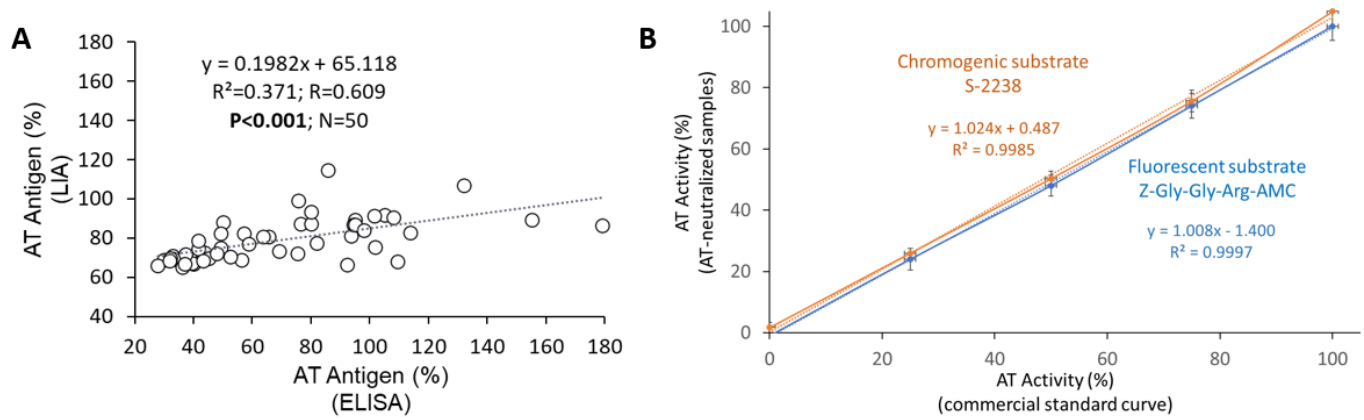 A
y = 0.1982x + 65.118
R²=0.371; R=0.609
P<0.001; N=50
AT Antigen (%)
(LIA)
180
160
140
120
100
80
60
40
20 40 60 80 100 120 140 160 180
AT Antigen (%)
(ELISA)
B
AT Activity (%)
(AT-neutralized samples)
100
80
60
40
20
0
Chromogenic substrate
S-2238
y = 1.024x + 0.487
R² = 0.9985
Fluorescent substrate
Z-Gly-Gly-Arg-AMC
y = 1.008x - 1.400
R² = 0.9997
0 20 40 60 80 100
AT Activity (%)
(commercial standard curve)